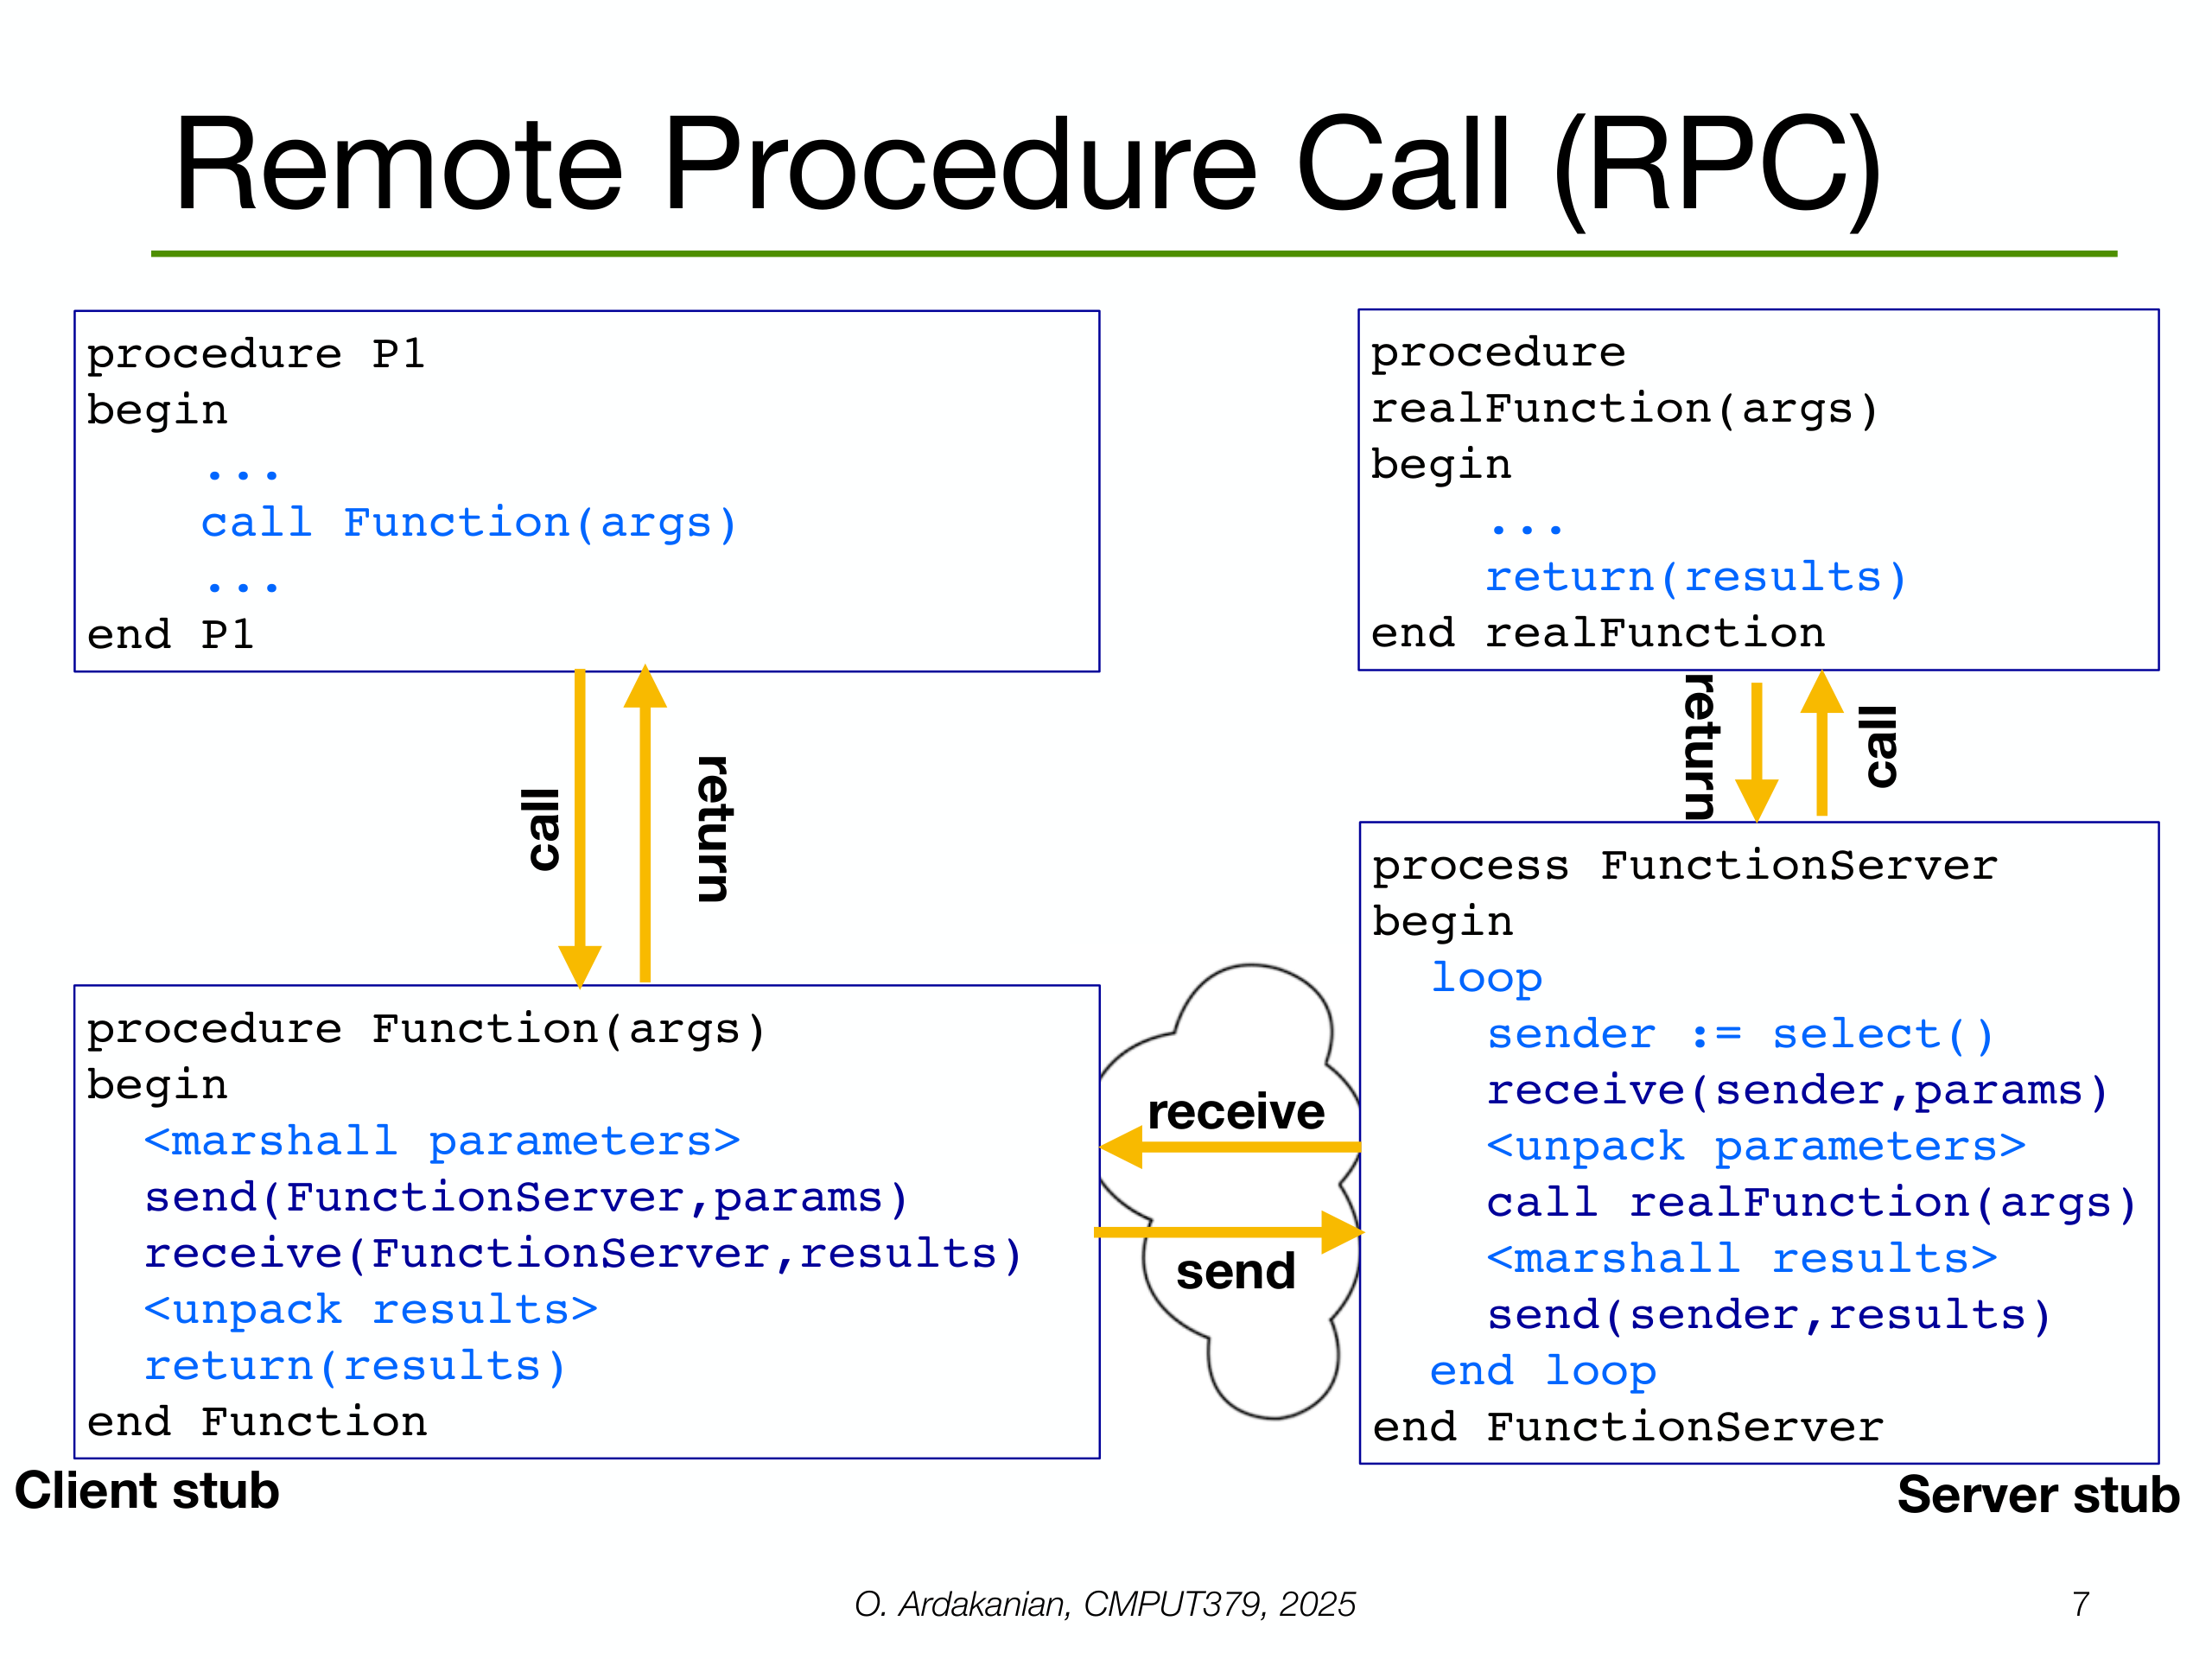 Remote Procedure Call (RPC)
procedure P1
begin
...
call Function(args)
...
end P1
procedure
realFunction(args)
begin
...
return(results)
end realFunction
call
return
return
call
procedure Function(args)
begin
<marshall parameters>
send(FunctionServer,params)
receive(FunctionServer,results)
<unpack results>
return(results)
end Function
Client stub
receive
send
process FunctionServer
begin
loop
sender := select()
receive(sender,params)
<unpack parameters>
call realFunction(args)
<marshall results>
send(sender,results)
end loop
end FunctionServer
Server stub
O. Ardakanian, CMPUT379, 2025
7